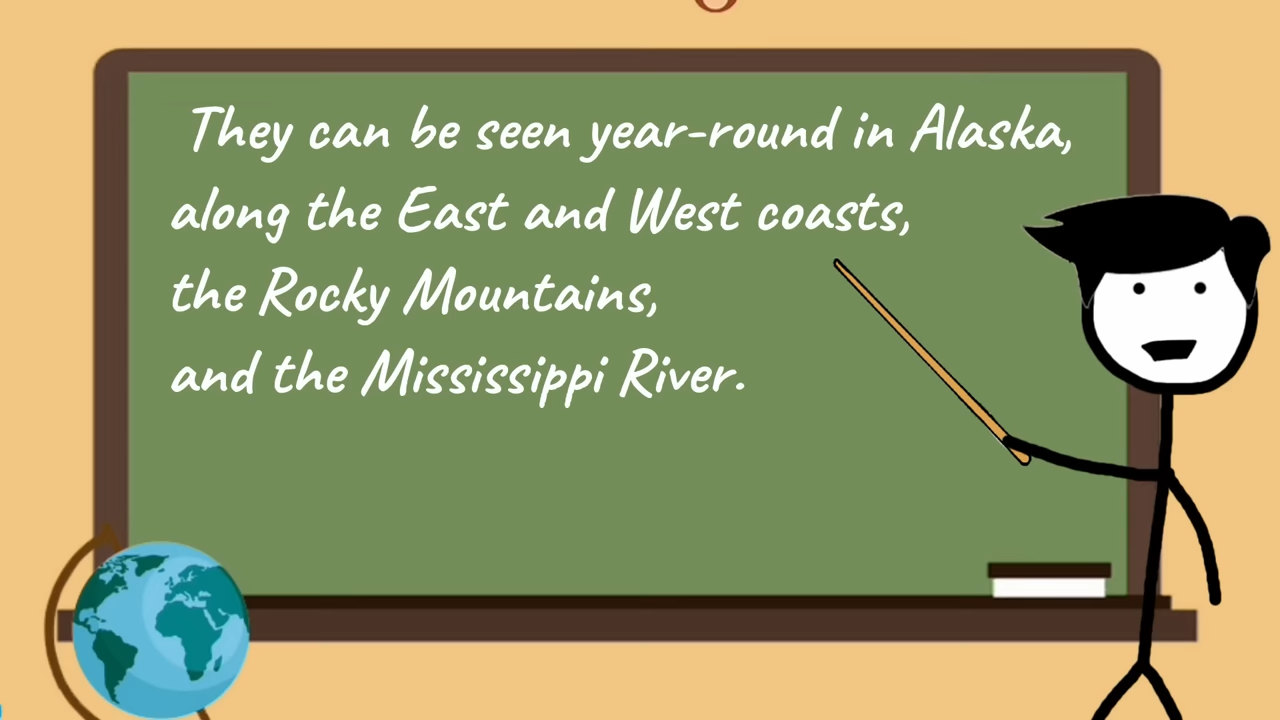 They can be seen year-round in Alaska,
along the East and West coasts,
the Rocky Mountains,
and the Mississippi River.